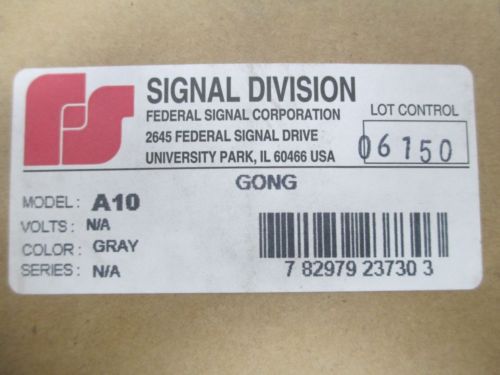 SIGNAL DIVISION
FEDERAL SIGNAL CORPORATION
2645 FEDERAL SIGNAL DRIVE
UNIVERSITY PARK, IL 60466 USA
LOT CONTROL
06150
GONG
MODEL: A10
VOLTS: N/A
COLOR: GRAY
SERIES: N/A
7 82979 23730 3